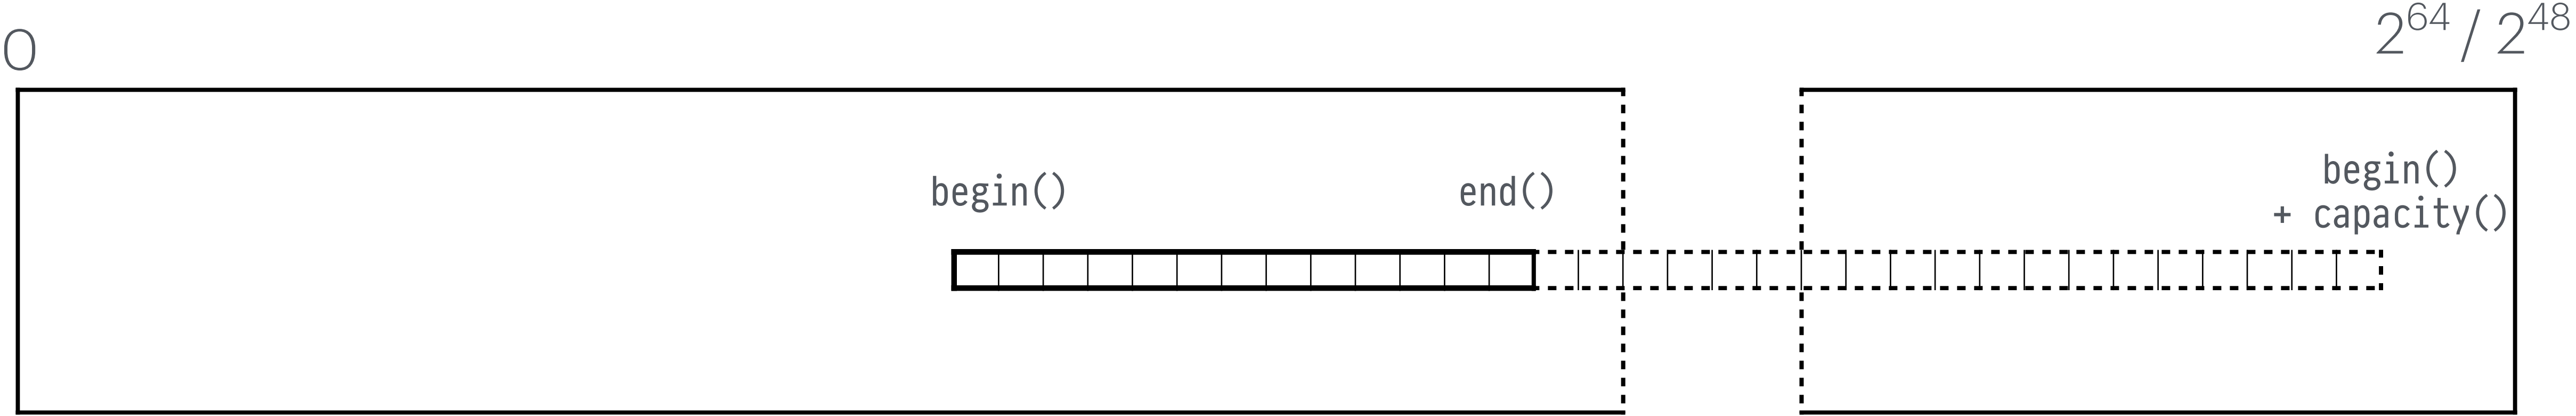 0
2⁶⁴/2⁴⁸
begin()
end()
begin()
+ capacity()